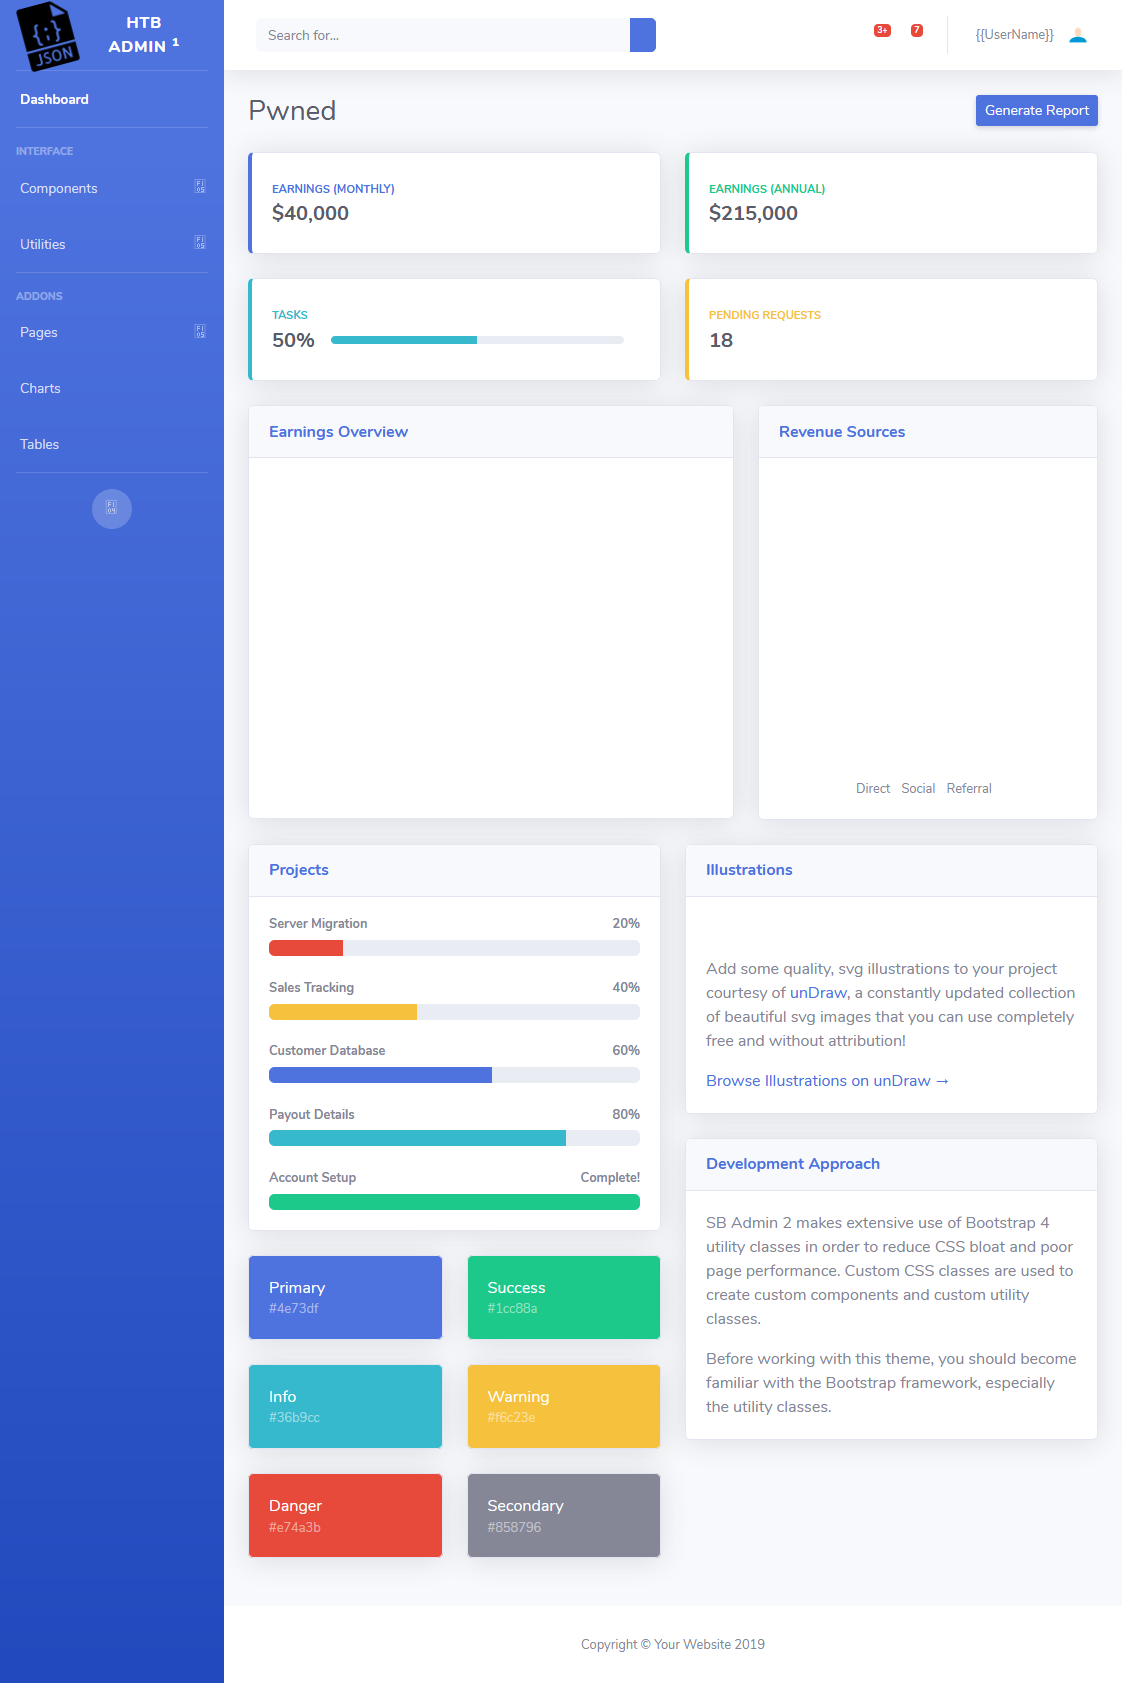 {;}
JSON
HTB
ADMIN 1
Dashboard
INTERFACE
Components
Utilities
ADDONS
Pages
Charts
Tables
Search for...
3+
7
{{UserName}}
Pwned
Generate Report
EARNINGS (MONTHLY)
$40,000
EARNINGS (ANNUAL)
$215,000
TASKS
50%
PENDING REQUESTS
18
Earnings Overview
Revenue Sources
Direct Social Referral
Projects
Server Migration 20%
Sales Tracking 40%
Customer Database 60%
Payout Details 80%
Account Setup Complete!
Illustrations
Add some quality, svg illustrations to your project
courtesy of unDraw, a constantly updated collection
of beautiful svg images that you can use completely
free and without attribution!
Browse Illustrations on unDraw →
Development Approach
SB Admin 2 makes extensive use of Bootstrap 4
utility classes in order to reduce CSS bloat and poor
page performance. Custom CSS classes are used to
create custom components and custom utility
classes.
Before working with this theme, you should become
familiar with the Bootstrap framework, especially
the utility classes.
Primary
#4e73df
Success
#1cc88a
Info
#36b9cc
Warning
#f6c23e
Danger
#e74a3b
Secondary
#858796
Copyright © Your Website 2019